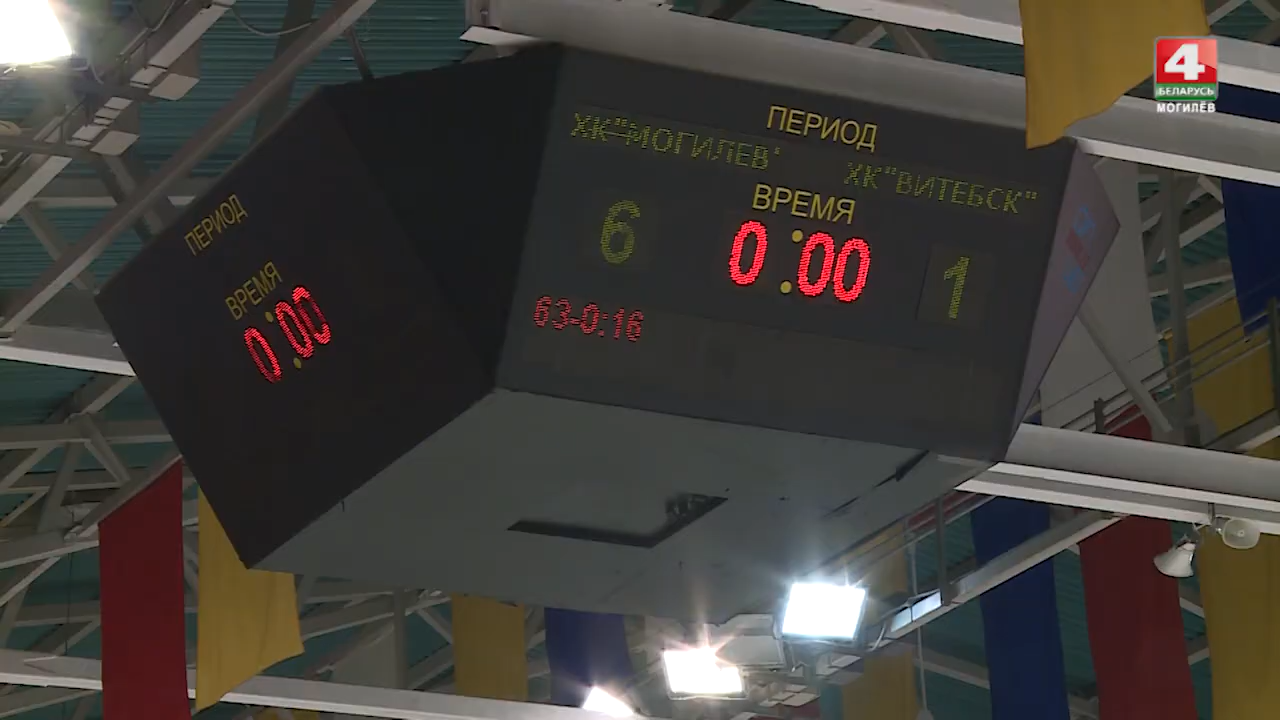 4
БЕЛАРУСЬ
МОГИЛЁВ
ПЕРИОД
ХК"МОГИЛЕВ"
ХК"ВИТЕБСК"
ВРЕМЯ
6
0:00
1
63-0:16
ПЕРИОД
ВРЕМЯ
0:00